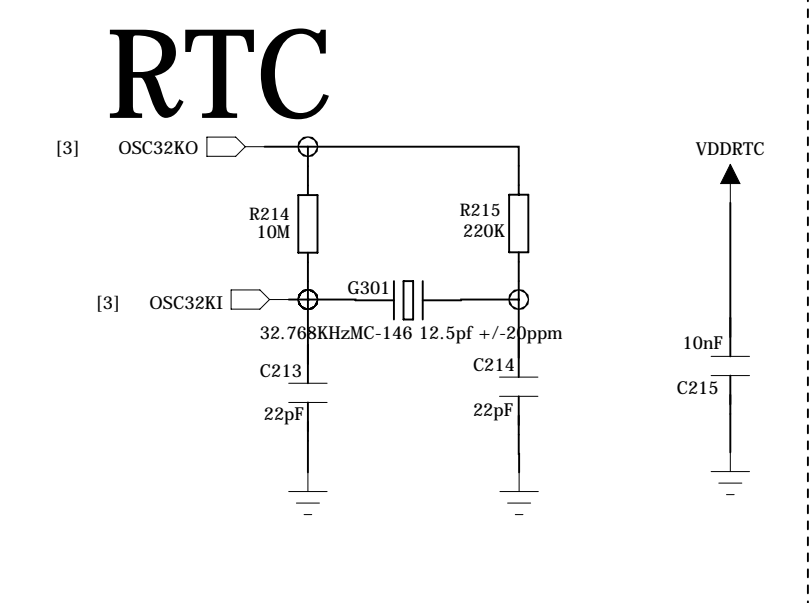 RTC
[3] OSC32KO
VDDRTC
R214
10M
R215
220K
G301
[3] OSC32KI
32.768KHzMC-146 12.5pf +/-20ppm
10nF
C213
C214
C215
22pF
22pF